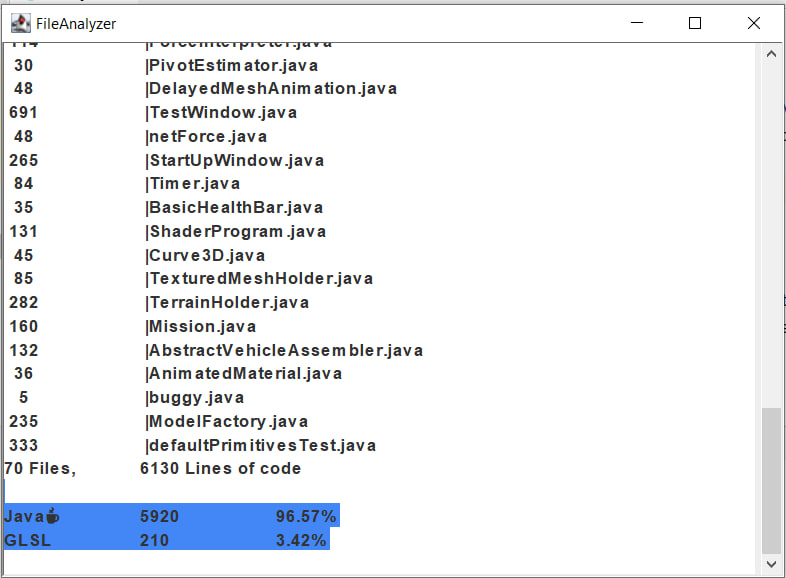 FileAnalyzer
114 |ForceInterpreter.java
30 |PivotEstimator.java
48 |DelayedMeshAnimation.java
691 |TestWindow.java
48 |netForce.java
265 |StartUpWindow.java
84 |Timer.java
35 |BasicHealthBar.java
131 |ShaderProgram.java
45 |Curve3D.java
85 |TexturedMeshHolder.java
282 |TerrainHolder.java
160 |Mission.java
132 |AbstractVehicleAssembler.java
36 |AnimatedMaterial.java
5 |buggy.java
235 |ModelFactory.java
333 |defaultPrimitivesTest.java
70 Files, 6130 Lines of code
Java☕ 5920 96.57%
GLSL 210 3.42%